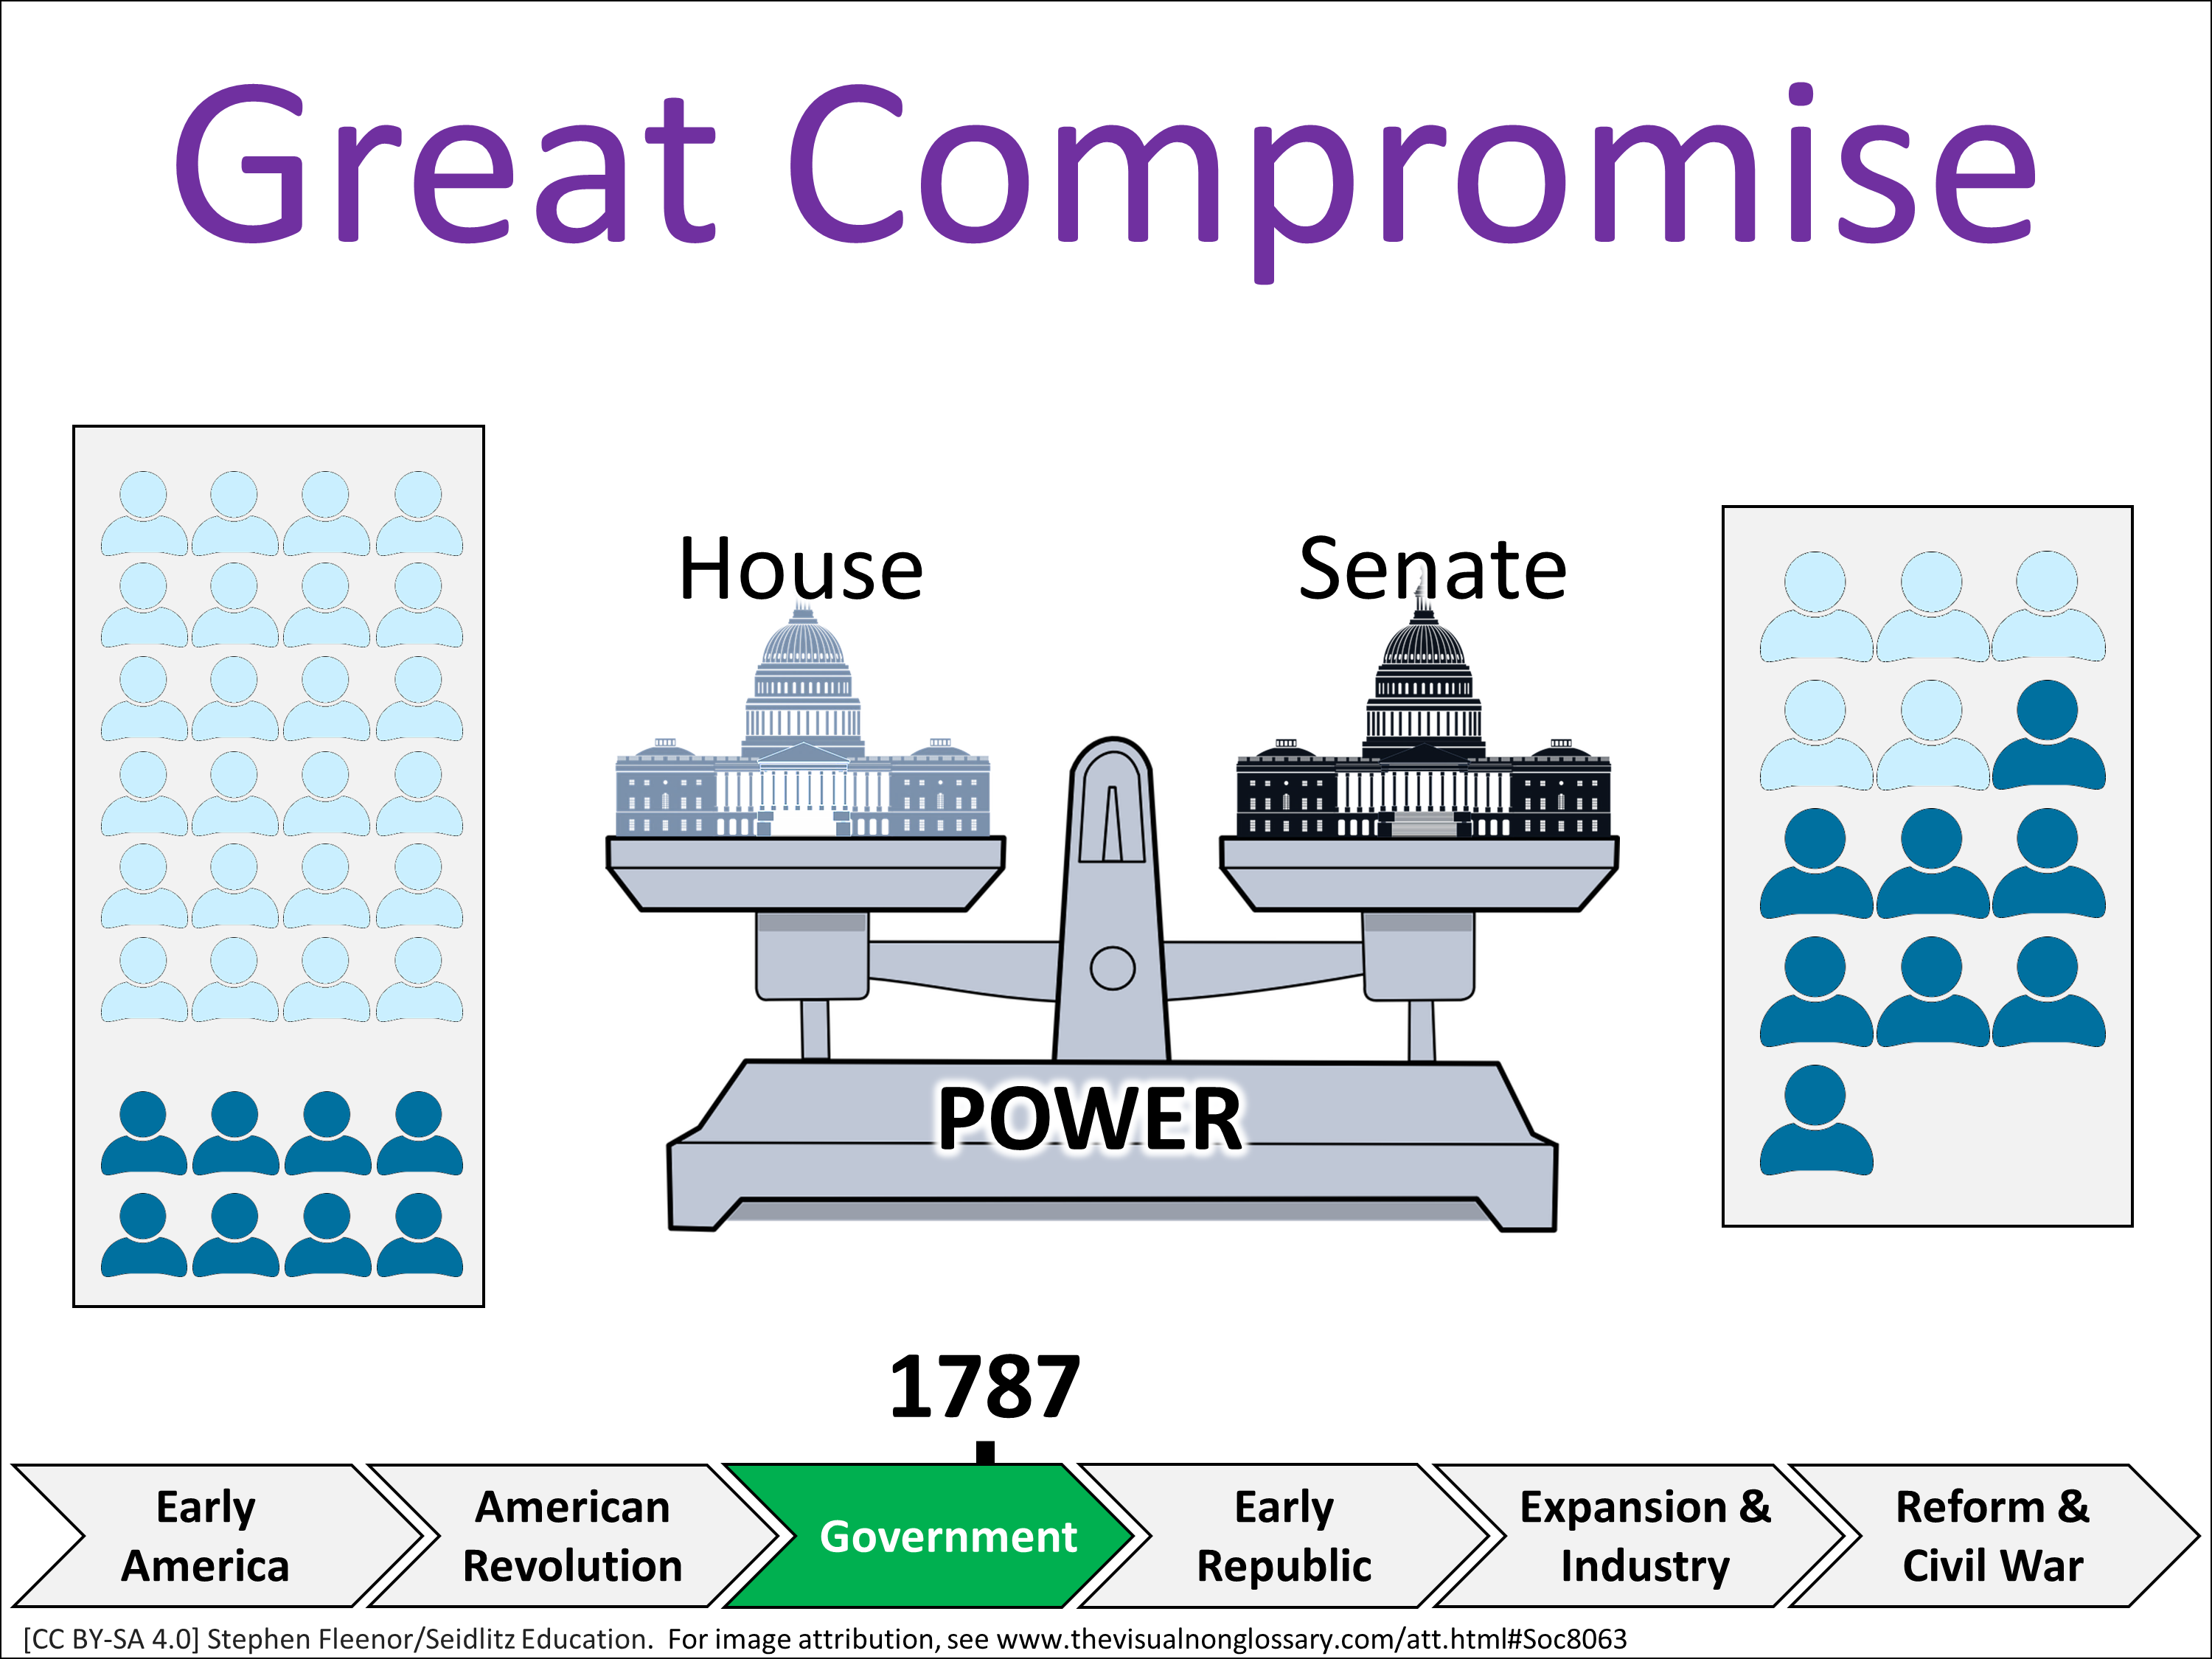 Great Compromise
House
Senate
POWER
1787
Early
America
American
Revolution
Government
Early
Republic
Expansion &
Industry
Reform &
Civil War
[CC BY-SA 4.0] Stephen Fleenor/Seidlitz Education.  For image attribution, see www.thevisualnonglossary.com/att.html#Soc8063